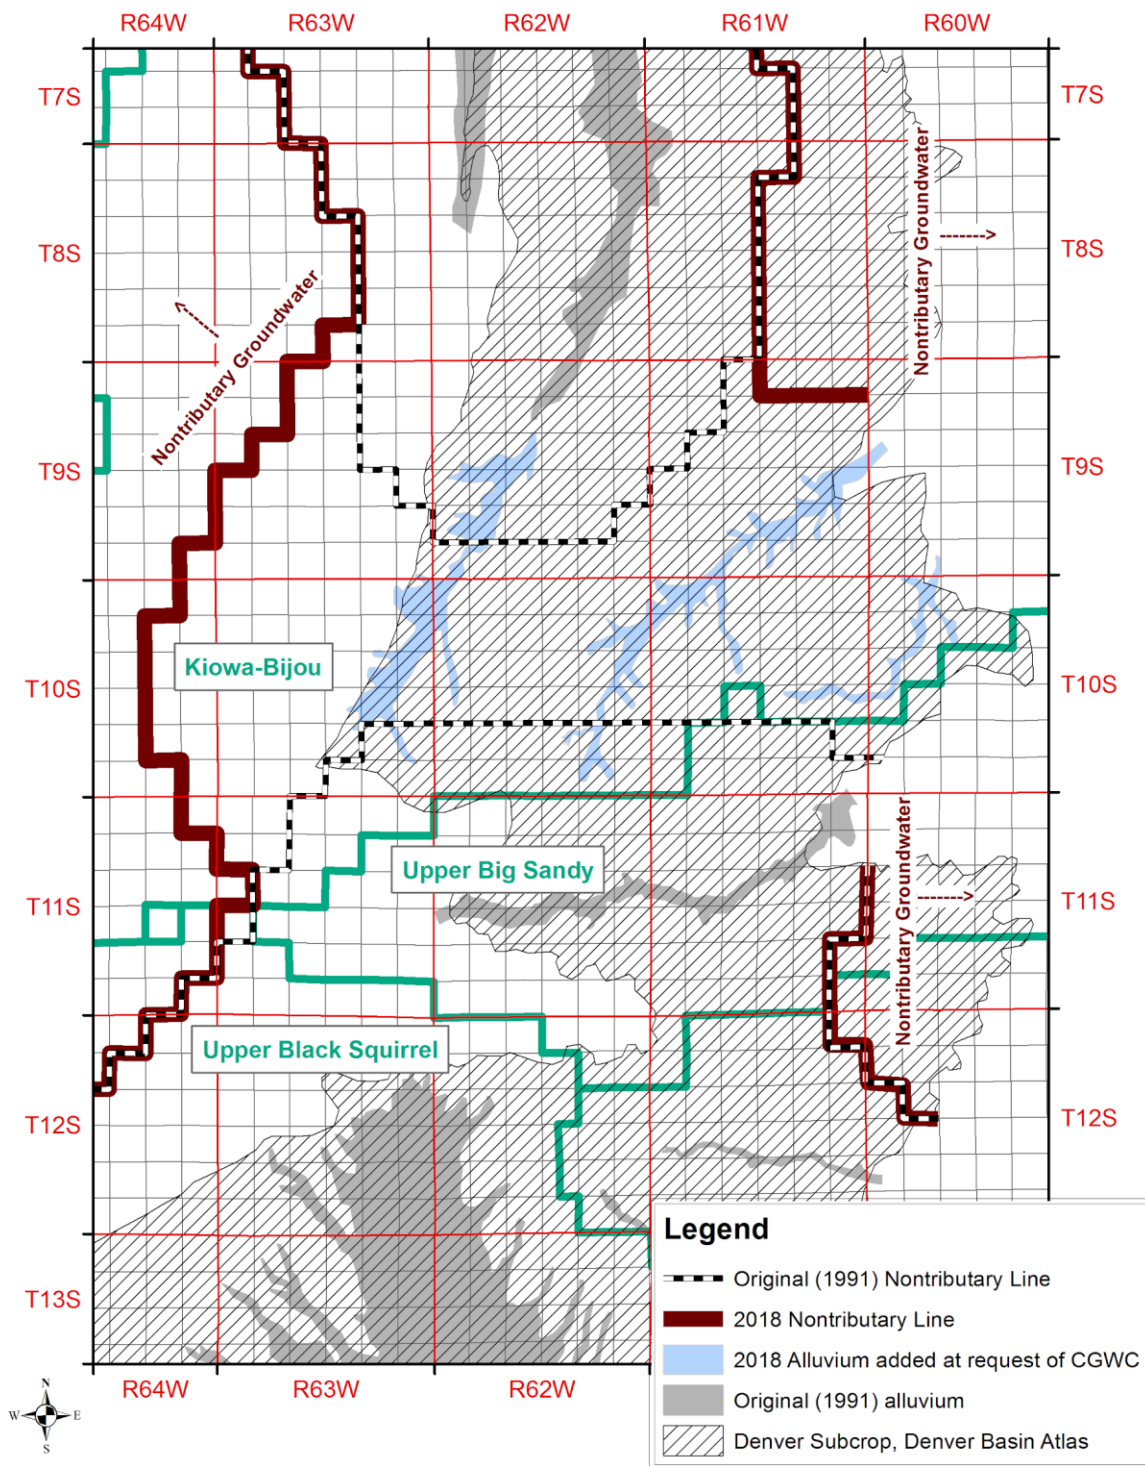 R64W R63W R62W R61W R60W
T7S T7S
Nontributary Groundwater
T8S T8S
Nontributary Groundwater
T9S T9S
Kiowa-Bijou
T10S T10S
Nontributary Groundwater
Upper Big Sandy
T11S T11S
Upper Black Squirrel
T12S T12S
Legend
Original (1991) Nontributary Line
T13S
2018 Nontributary Line
2018 Alluvium added at request of CGWC
R64W R63W R62W
Original (1991) alluvium
Denver Subcrop, Denver Basin Atlas
N
W E
S